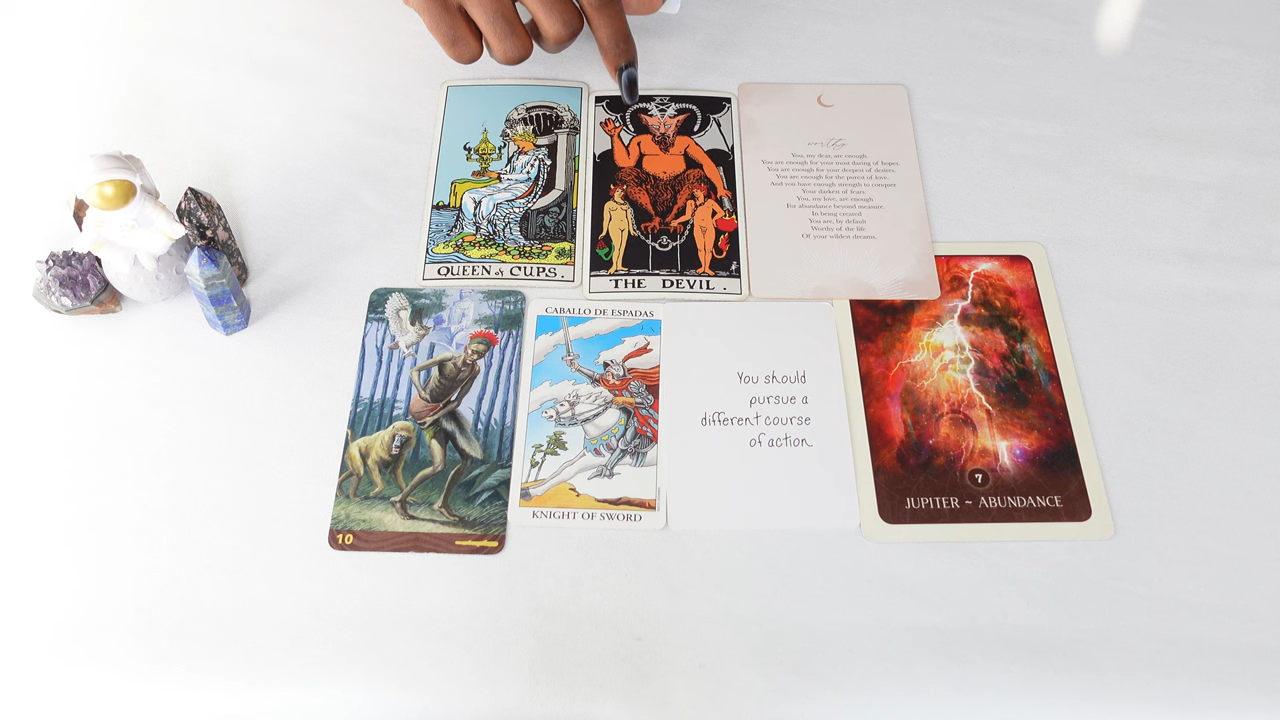 QUEEN of CUPS.
XV
THE DEVIL.
worthy
You, my dear, are enough.
You are enough for your most daring of hopes.
You are enough for your deepest of desires.
You are enough for the purest of love.
And you have enough strength to conquer
Your darkest of fears.
You, my love, are enough
For abundance beyond measure.
In being created
You are, by default
Worthy of the life
Of your wildest dreams.
10
CABALLO DE ESPADAS
KNIGHT OF SWORD
You should
pursue a
different course
of action.
7
JUPITER ~ ABUNDANCE